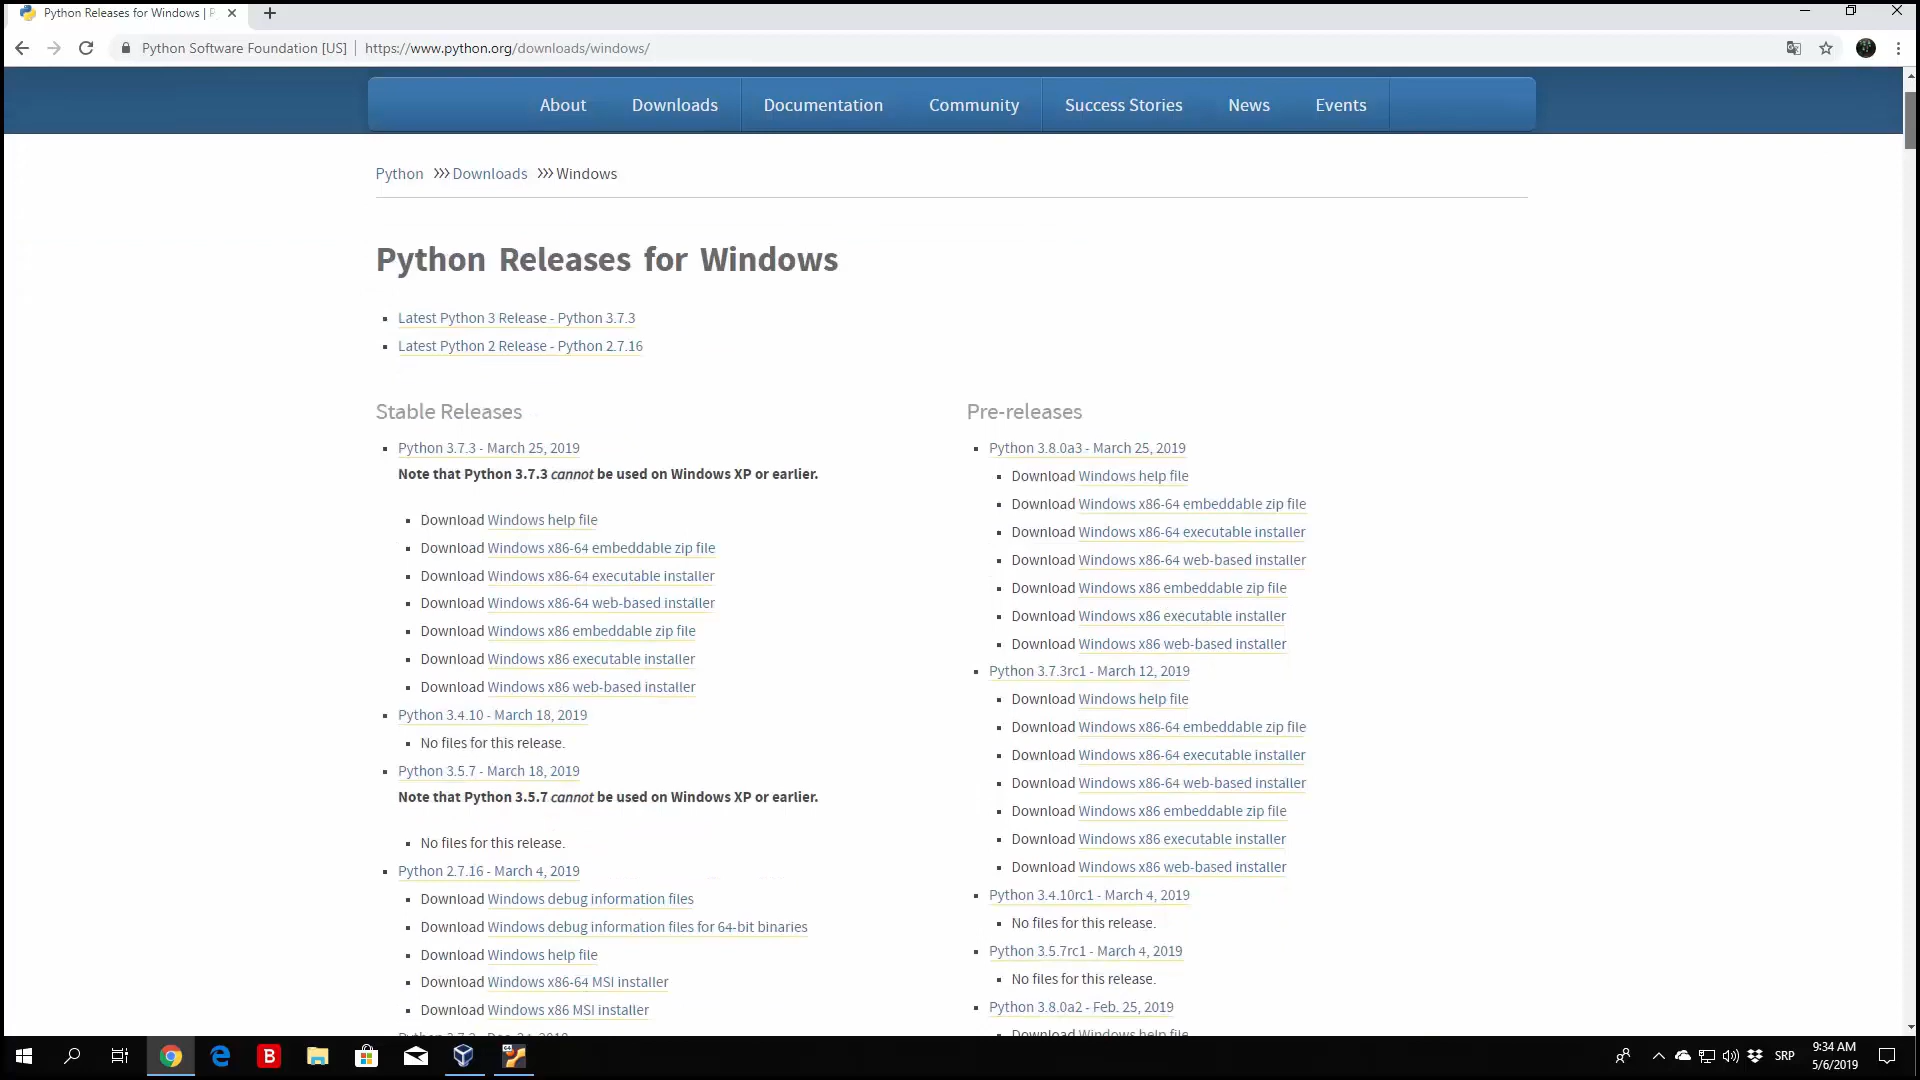 Python Releases for Windows | P
Python Software Foundation [US] | https://www.python.org/downloads/windows/
About Downloads Documentation Community Success Stories News Events
Python >>> Downloads >>> Windows
Python Releases for Windows
Latest Python 3 Release - Python 3.7.3
Latest Python 2 Release - Python 2.7.16
Stable Releases
Python 3.7.3 - March 25, 2019
Note that Python 3.7.3 cannot be used on Windows XP or earlier.
Download Windows help file
Download Windows x86-64 embeddable zip file
Download Windows x86-64 executable installer
Download Windows x86-64 web-based installer
Download Windows x86 embeddable zip file
Download Windows x86 executable installer
Download Windows x86 web-based installer
Python 3.4.10 - March 18, 2019
No files for this release.
Python 3.5.7 - March 18, 2019
Note that Python 3.5.7 cannot be used on Windows XP or earlier.
No files for this release.
Python 2.7.16 - March 4, 2019
Download Windows debug information files
Download Windows debug information files for 64-bit binaries
Download Windows help file
Download Windows x86-64 MSI installer
Download Windows x86 MSI installer
Pre-releases
Python 3.8.0a3 - March 25, 2019
Download Windows help file
Download Windows x86-64 embeddable zip file
Download Windows x86-64 executable installer
Download Windows x86-64 web-based installer
Download Windows x86 embeddable zip file
Download Windows x86 executable installer
Download Windows x86 web-based installer
Python 3.7.3rc1 - March 12, 2019
Download Windows help file
Download Windows x86-64 embeddable zip file
Download Windows x86-64 executable installer
Download Windows x86-64 web-based installer
Download Windows x86 embeddable zip file
Download Windows x86 executable installer
Download Windows x86 web-based installer
Python 3.4.10rc1 - March 4, 2019
No files for this release.
Python 3.5.7rc1 - March 4, 2019
No files for this release.
Python 3.8.0a2 - Feb. 25, 2019
Download Windows help file
SRP
9:34 AM
5/6/2019